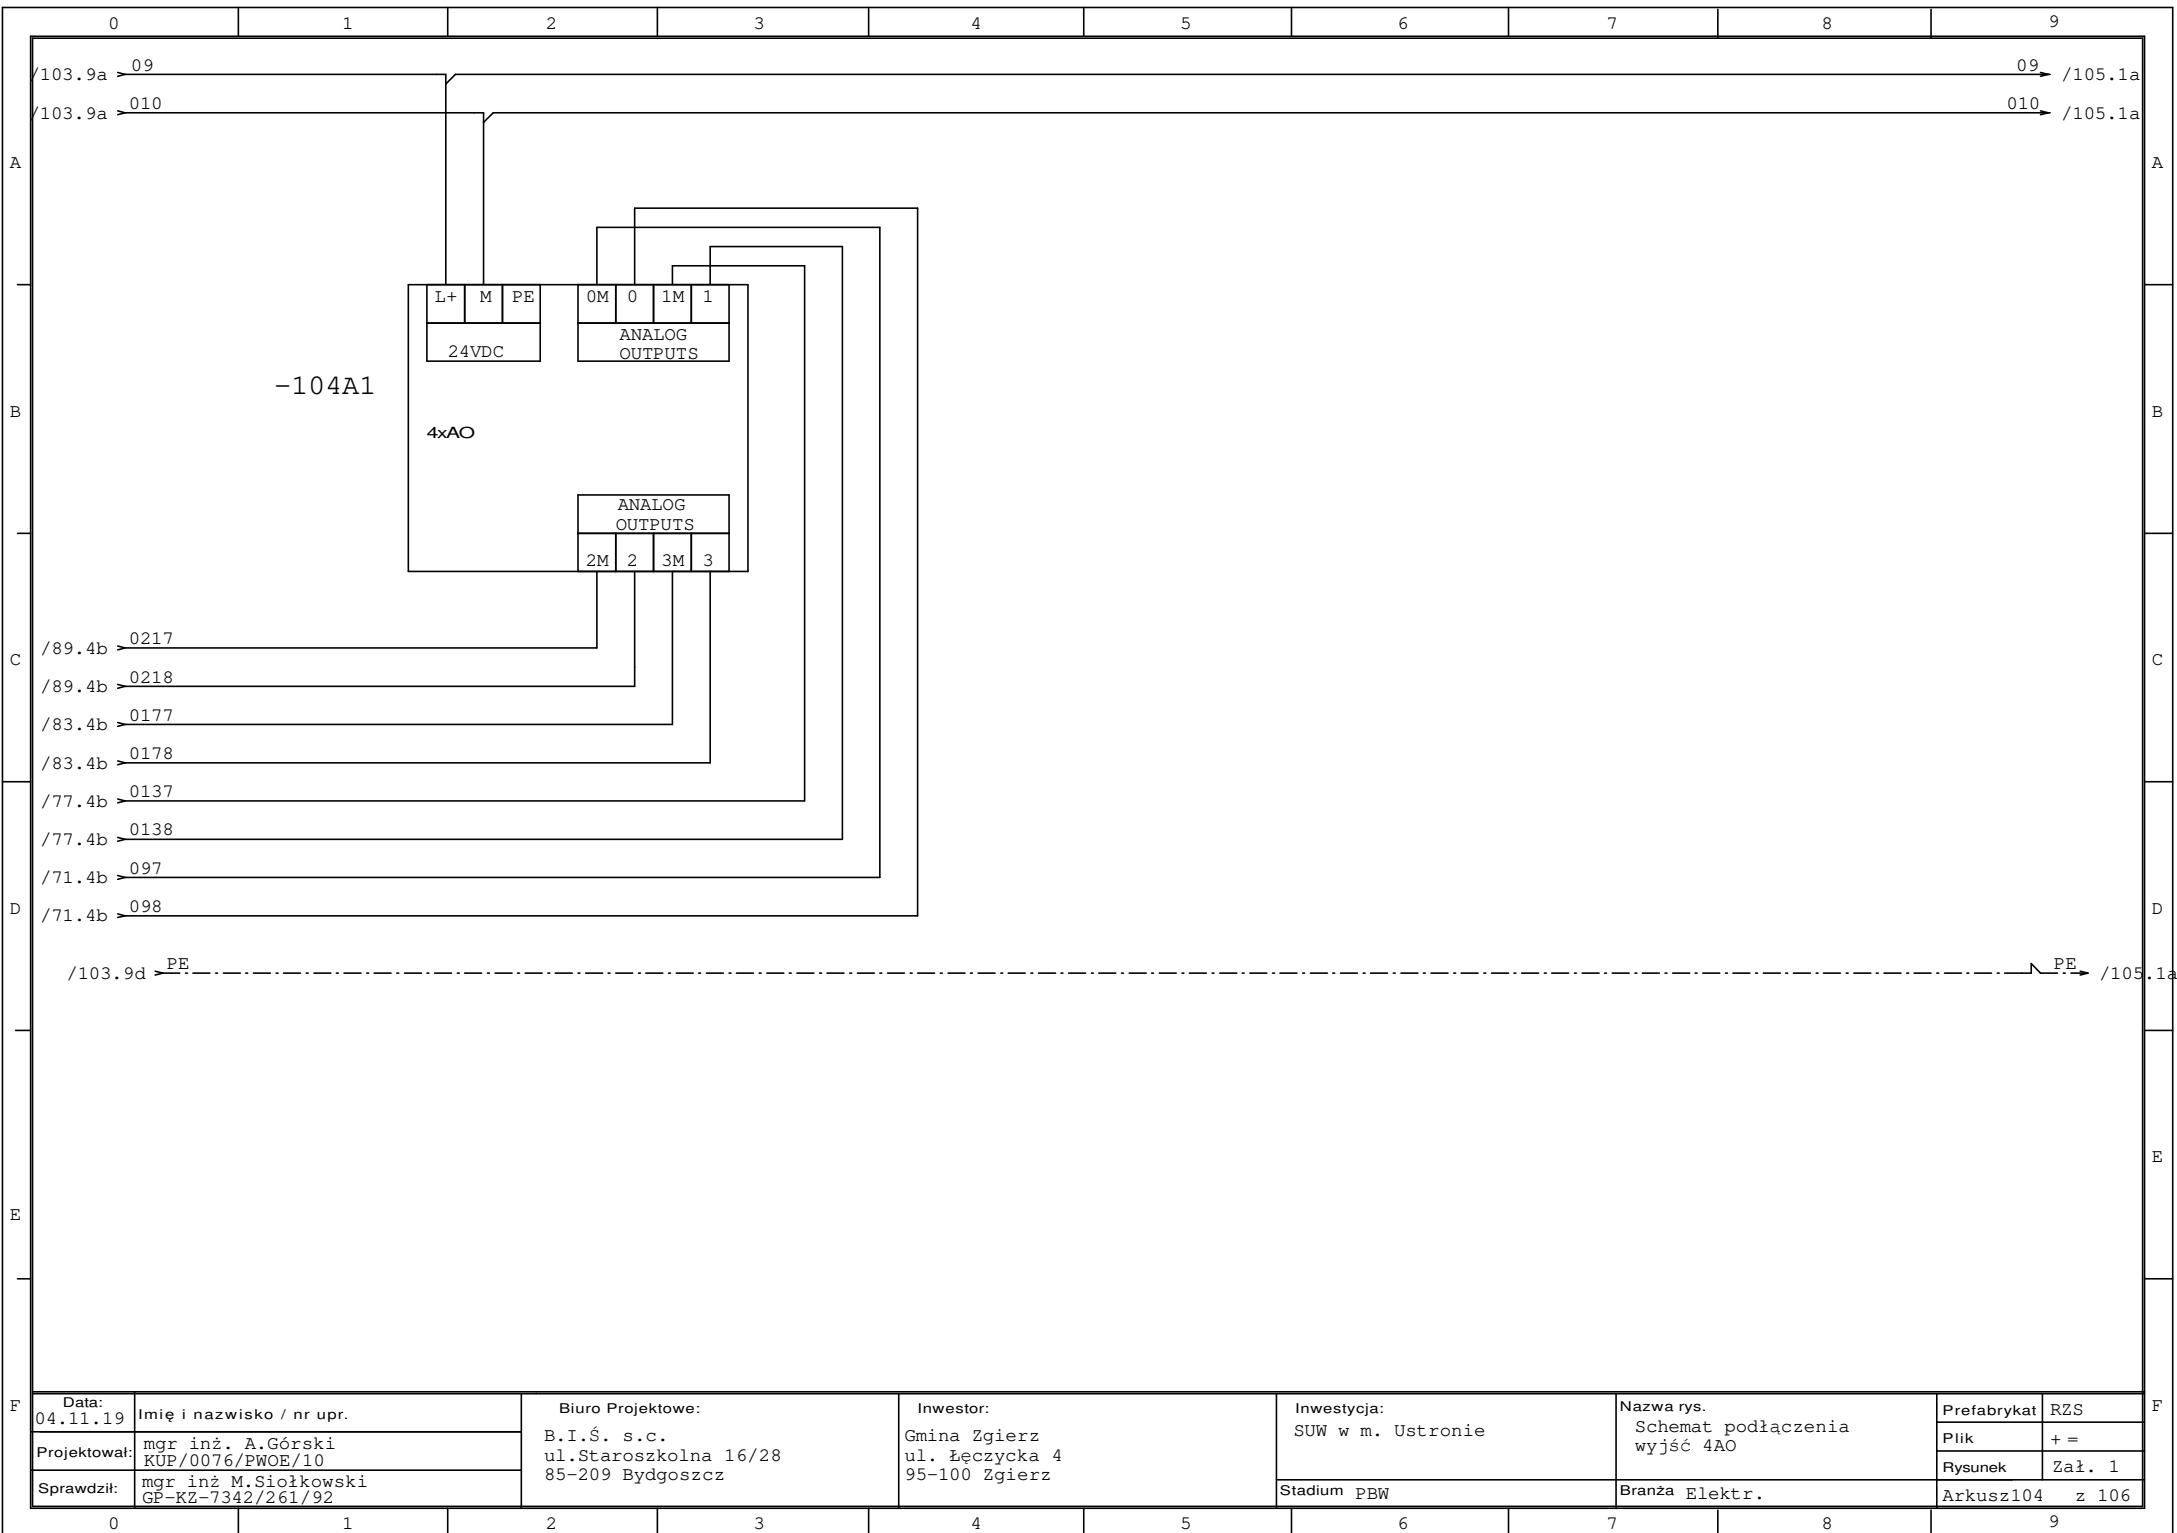 0 1 2 3 4 5 6 7 8 9
/103.9a 09 09 /105.1a
/103.9a 010 010 /105.1a
A A
L+ M PE 0M 0 1M 1
24VDC
ANALOG
OUTPUTS
-104A1
B B
4xAO
ANALOG
OUTPUTS
2M 2 3M 3
/89.4b 0217
C C
/89.4b 0218
/83.4b 0177
/83.4b 0178
/77.4b 0137
/77.4b 0138
/71.4b 097
D D
/71.4b 098
/103.9d PE PE /105.1a
E
E
F F
Data:
04.11.19
Imię i nazwisko / nr upr.
Projektował:
mgr inż. A.Górski
KUP/0076/PWOE/10
Sprawdził:
mgr inż M.Siołkowski
GP-KZ-7342/261/92
Biuro Projektowe:
B.I.Ś. s.c.
ul.Staroszkolna 16/28
85-209 Bydgoszcz
Inwestor:
Gmina Zgierz
ul. Łęczycka 4
95-100 Zgierz
Inwestycja:
SUW w m. Ustronie
Stadium PBW
Nazwa rys.
Schemat podłączenia
wyjść 4AO
Branża Elektr.
Prefabrykat RZS
Plik + =
Rysunek Zał. 1
Arkusz104 z 106
0 1 2 3 4 5 6 7 8 9